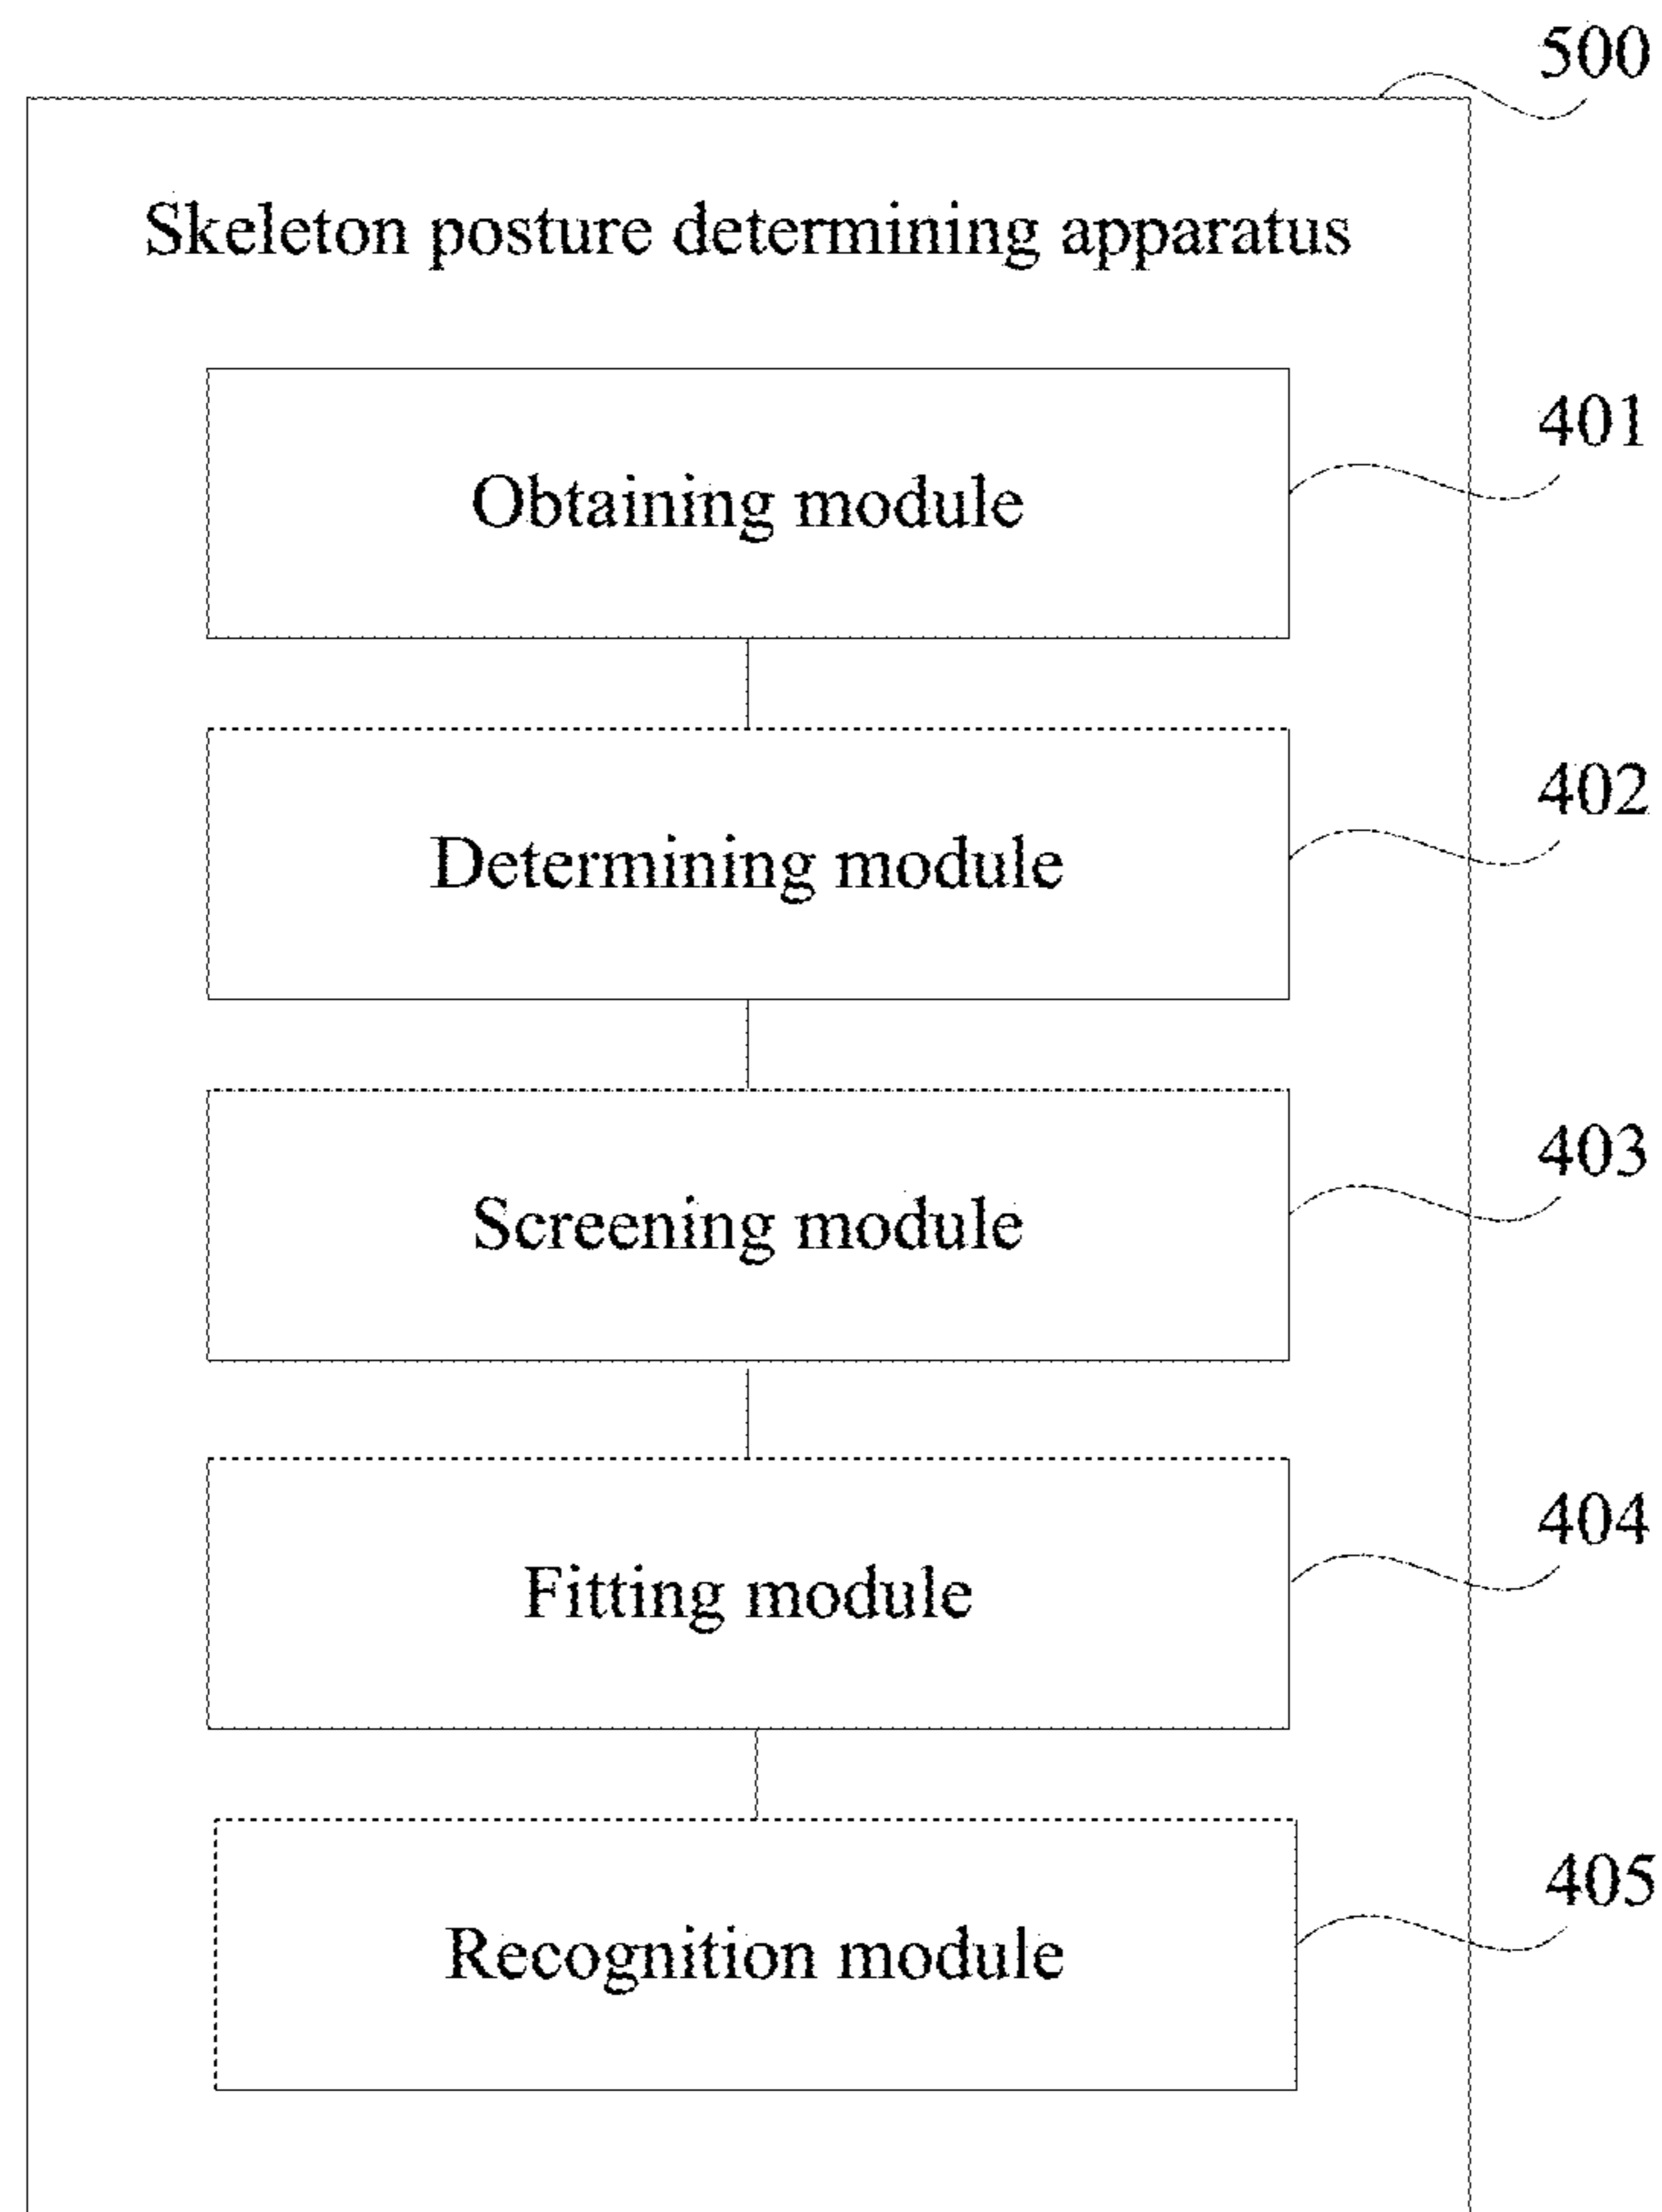 500
Skeleton posture determining apparatus
401
Obtaining module
402
Determining module
403
Screening module
404
Fitting module
405
Recognition module